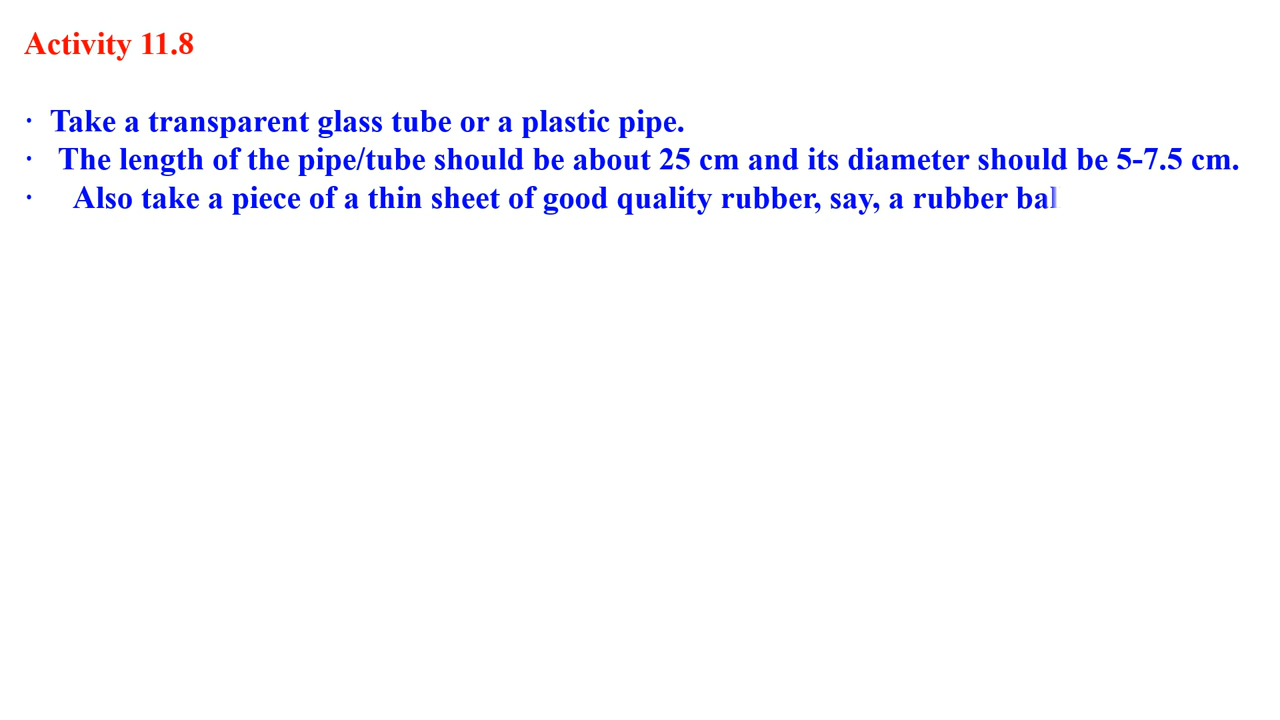 Activity 11.8
· Take a transparent glass tube or a plastic pipe.
· The length of the pipe/tube should be about 25 cm and its diameter should be 5-7.5 cm.
· Also take a piece of a thin sheet of good quality rubber, say, a rubber bal